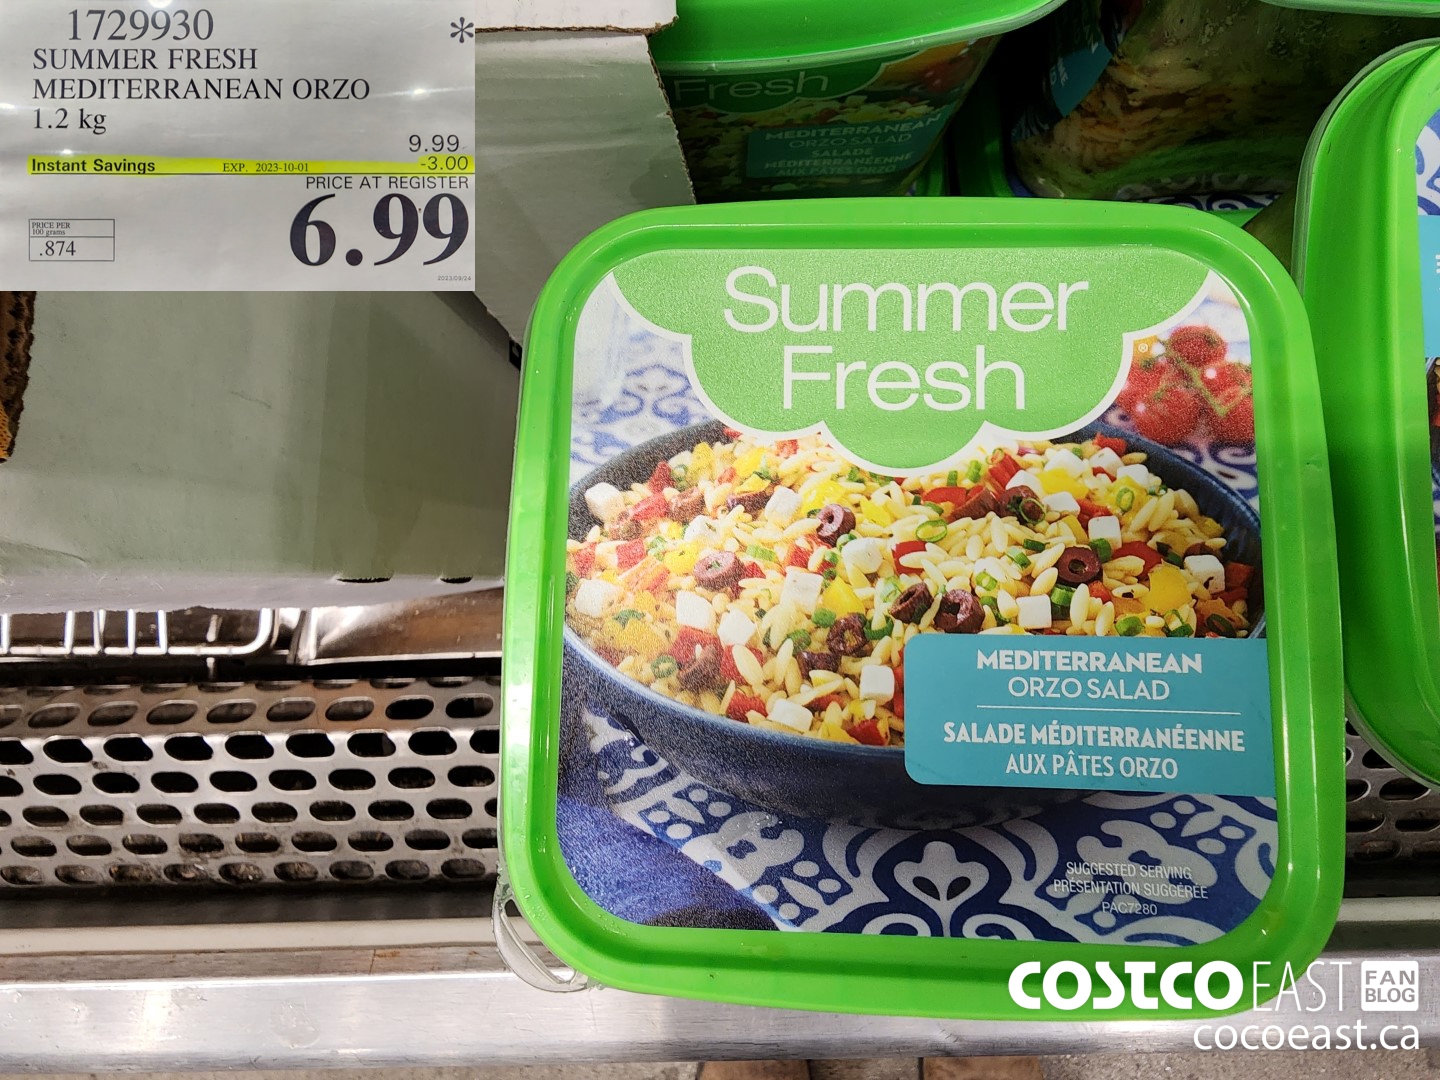 1729930 *
SUMMER FRESH
MEDITERRANEAN ORZO
1.2 kg
9.99
Instant Savings EXP. 2023-10-01 -3.00
PRICE AT REGISTER
6.99
PRICE PER
100 grams
.874
2023/09/24
Fresh
MEDITERRANEAN
ORZO SALAD
SALADE
MÉDITERRANÉENNE
AUX PÂTES ORZO
Summer
Fresh®
MEDITERRANEAN
ORZO SALAD
SALADE MÉDITERRANÉENNE
AUX PÂTES ORZO
SUGGESTED SERVING
PRÉSENTATION SUGGÉRÉE
PAC7280
COSTCO EAST FAN
BLOG
cocoeast.ca